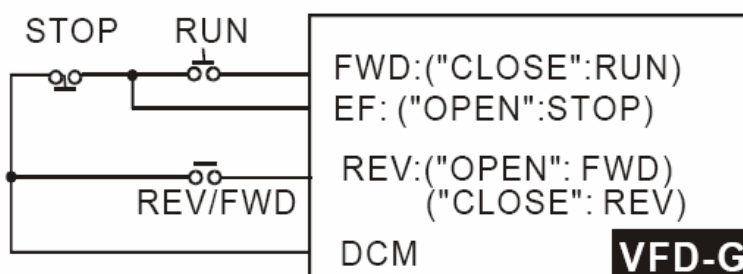 STOP RUN
FWD:("CLOSE":RUN)
EF: ("OPEN":STOP)
REV:("OPEN": FWD)
REV/FWD ("CLOSE": REV)
DCM VFD-G